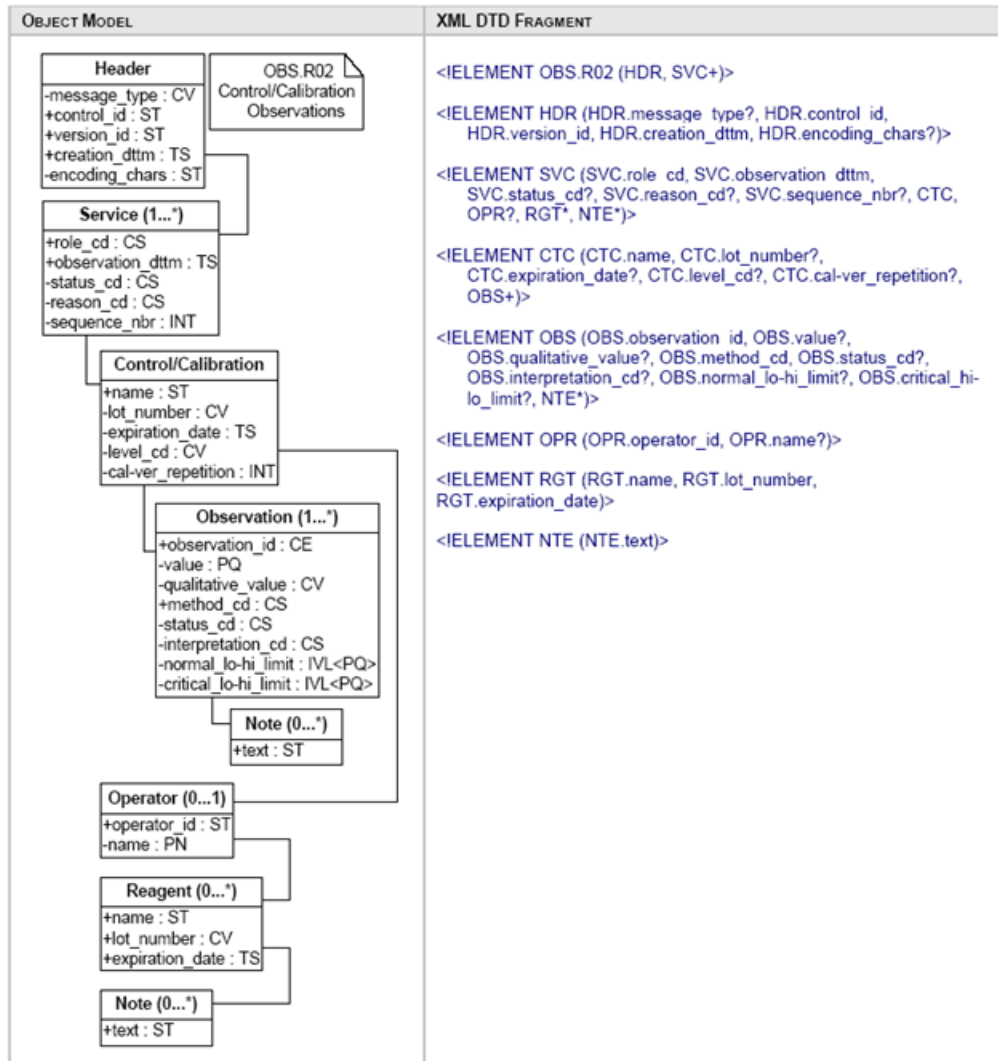 OBJECT MODEL
Header
-message_type : CV
+control_id : ST
+version_id : ST
+creation_dttm : TS
-encoding_chars : ST
OBS.R02
Control/Calibration
Observations
Service (1...*)
+role_cd : CS
+observation_dttm : TS
-status_cd : CS
-reason_cd : CS
-sequence_nbr : INT
Control/Calibration
+name : ST
-lot_number : CV
-expiration_date : TS
-level_cd : CV
-cal-ver_repetition : INT
Observation (1...*)
+observation_id : CE
-value : PQ
-qualitative_value : CV
+method_cd : CS
-status_cd : CS
-interpretation_cd : CS
-normal_lo-hi_limit : IVL<PQ>
-critical_lo-hi_limit : IVL<PQ>
Note (0...*)
+text : ST
Operator (0...1)
+operator_id : ST
-name : PN
Reagent (0...*)
+name : ST
+lot_number : CV
+expiration_date : TS
Note (0...*)
+text : ST
XML DTD FRAGMENT
<!ELEMENT OBS.R02 (HDR, SVC+)>
<!ELEMENT HDR (HDR.message_type?, HDR.control_id,
HDR.version_id, HDR.creation_dttm, HDR.encoding_chars?)>
<!ELEMENT SVC (SVC.role_cd, SVC.observation_dttm,
SVC.status_cd?, SVC.reason_cd?, SVC.sequence_nbr?, CTC,
OPR?, RGT*, NTE*)>
<!ELEMENT CTC (CTC.name, CTC.lot_number?,
CTC.expiration_date?, CTC.level_cd?, CTC.cal-ver_repetition?,
OBS+)>
<!ELEMENT OBS (OBS.observation_id, OBS.value?,
OBS.qualitative_value?, OBS.method_cd, OBS.status_cd?,
OBS.interpretation_cd?, OBS.normal_lo-hi_limit?, OBS.critical_hi-
lo_limit?, NTE*)>
<!ELEMENT OPR (OPR.operator_id, OPR.name?)>
<!ELEMENT RGT (RGT.name, RGT.lot_number,
RGT.expiration_date)>
<!ELEMENT NTE (NTE.text)>